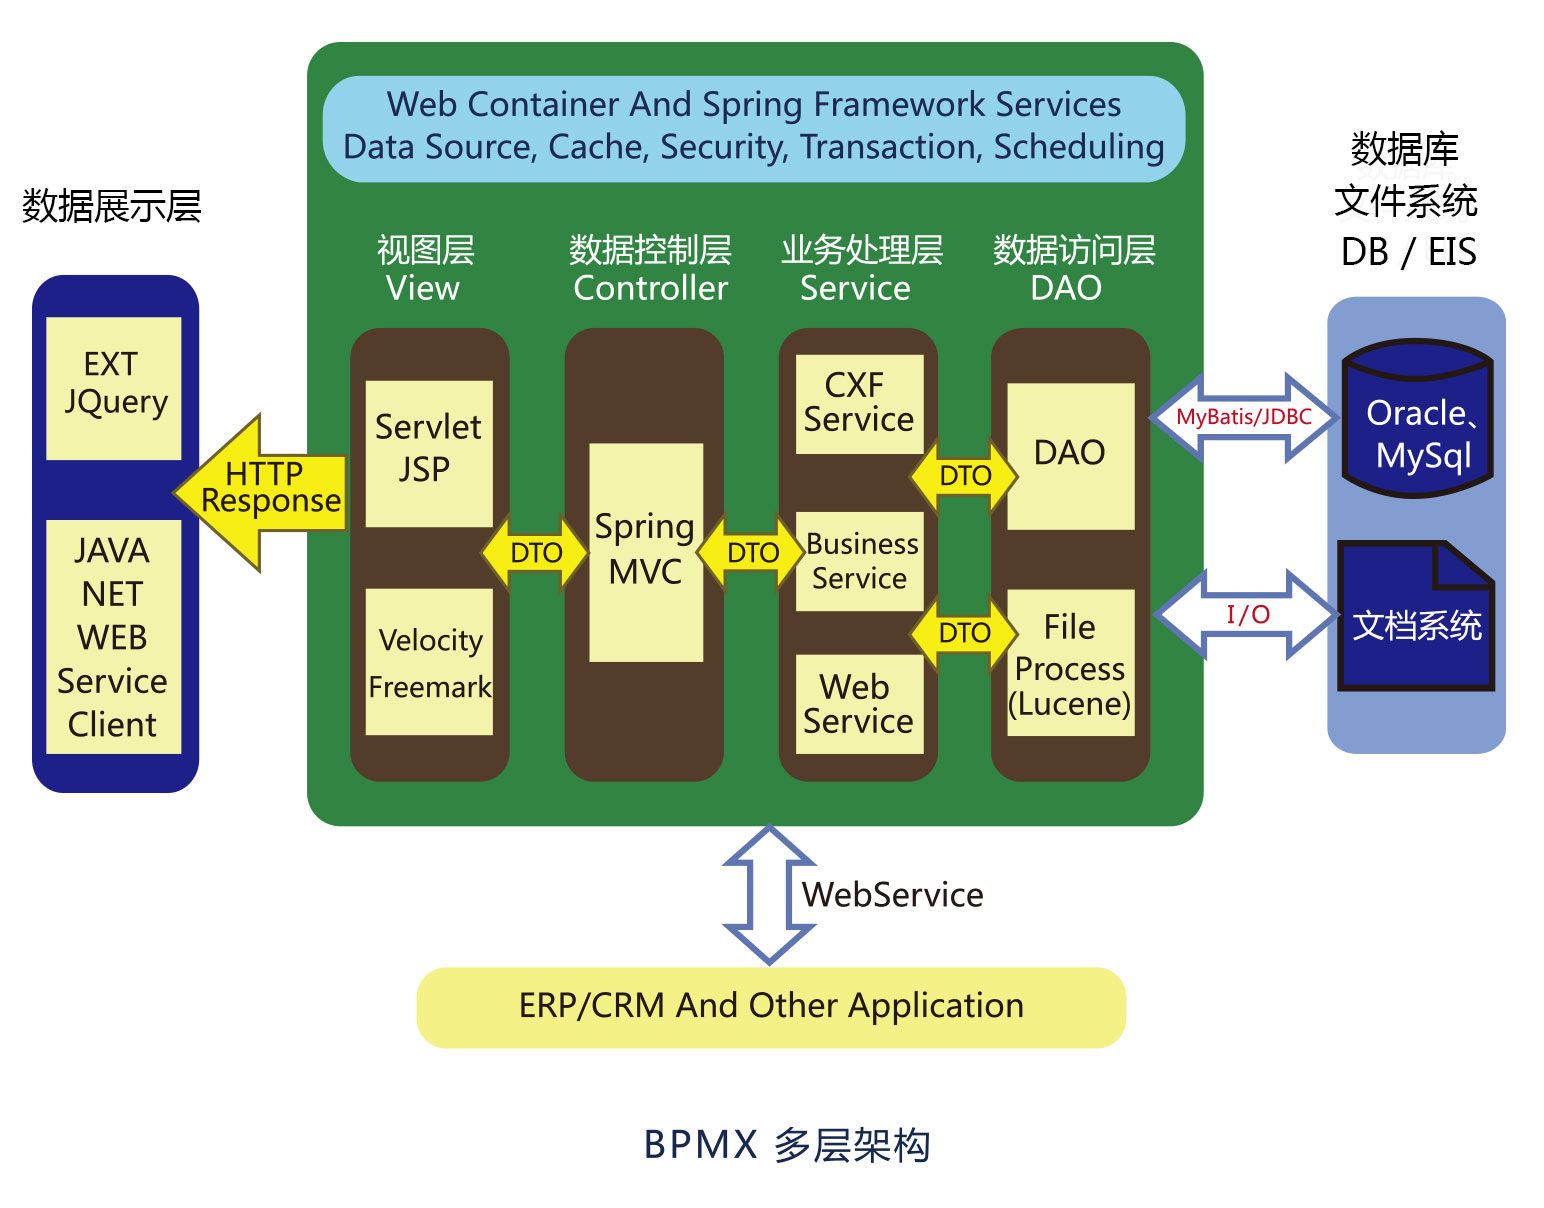 Web Container And Spring Framework Services
Data Source, Cache, Security, Transaction, Scheduling
数据展示层
EXT
JQuery
JAVA
NET
WEB
Service
Client
HTTP
Response
视图层
View
Servlet
JSP
Velocity
Freemark
DTO
数据控制层
Controller
Spring
MVC
DTO
业务处理层
Service
CXF
Service
Business
Service
Web
Service
DTO
DTO
数据访问层
DAO
DAO
File
Process
(Lucene)
MyBatis/JDBC
I/O
数据库
文件系统
DB / EIS
Oracle、
MySql
文档系统
WebService
ERP/CRM And Other Application
BPMX 多层架构